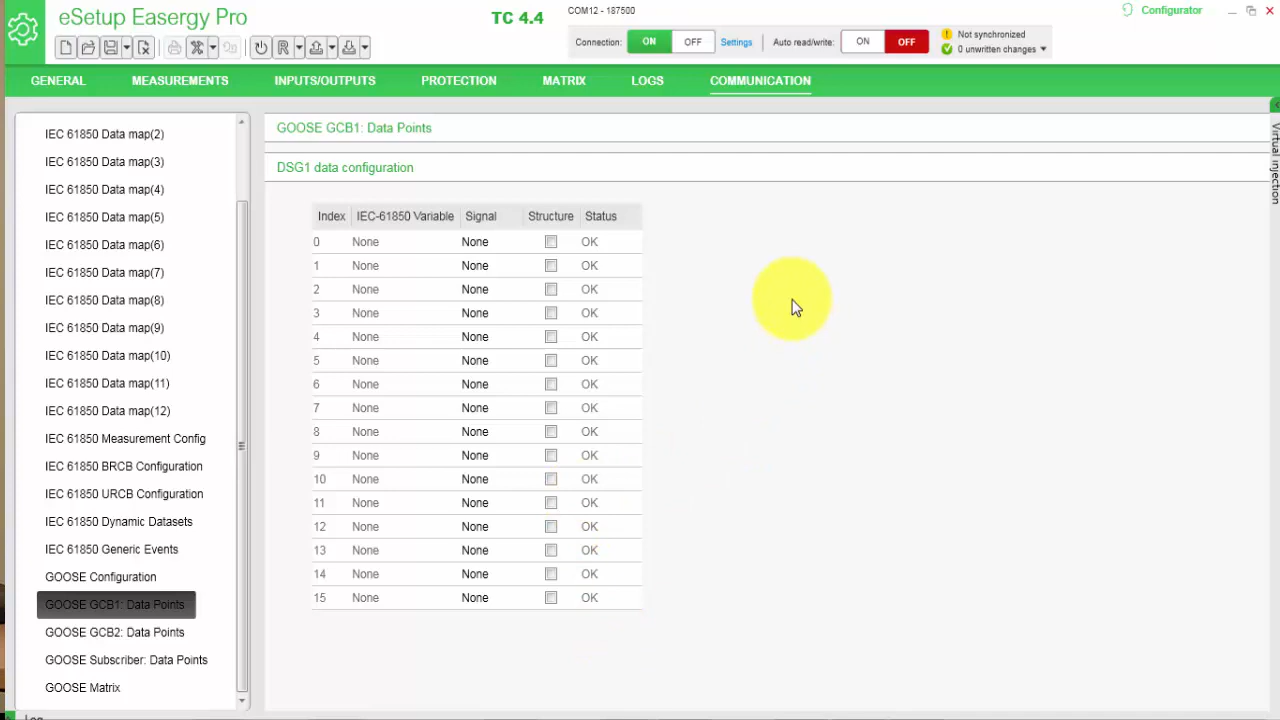 eSetup Easergy Pro
TC 4.4
COM12 - 187500
Configurator
Connection: ON OFF Settings Auto read/write: ON OFF
Not synchronized
0 unwritten changes
R
GENERAL MEASUREMENTS INPUTS/OUTPUTS PROTECTION MATRIX LOGS COMMUNICATION
IEC 61850 Data map(2)
IEC 61850 Data map(3)
IEC 61850 Data map(4)
IEC 61850 Data map(5)
IEC 61850 Data map(6)
IEC 61850 Data map(7)
IEC 61850 Data map(8)
IEC 61850 Data map(9)
IEC 61850 Data map(10)
IEC 61850 Data map(11)
IEC 61850 Data map(12)
IEC 61850 Measurement Config
IEC 61850 BRCB Configuration
IEC 61850 URCB Configuration
IEC 61850 Dynamic Datasets
IEC 61850 Generic Events
GOOSE Configuration
GOOSE GCB1: Data Points
GOOSE GCB2: Data Points
GOOSE Subscriber: Data Points
GOOSE Matrix
GOOSE GCB1: Data Points
DSG1 data configuration
Index IEC-61850 Variable Signal Structure Status
0 None None OK
1 None None OK
2 None None OK
3 None None OK
4 None None OK
5 None None OK
6 None None OK
7 None None OK
8 None None OK
9 None None OK
10 None None OK
11 None None OK
12 None None OK
13 None None OK
14 None None OK
15 None None OK
Virtual injection
Log